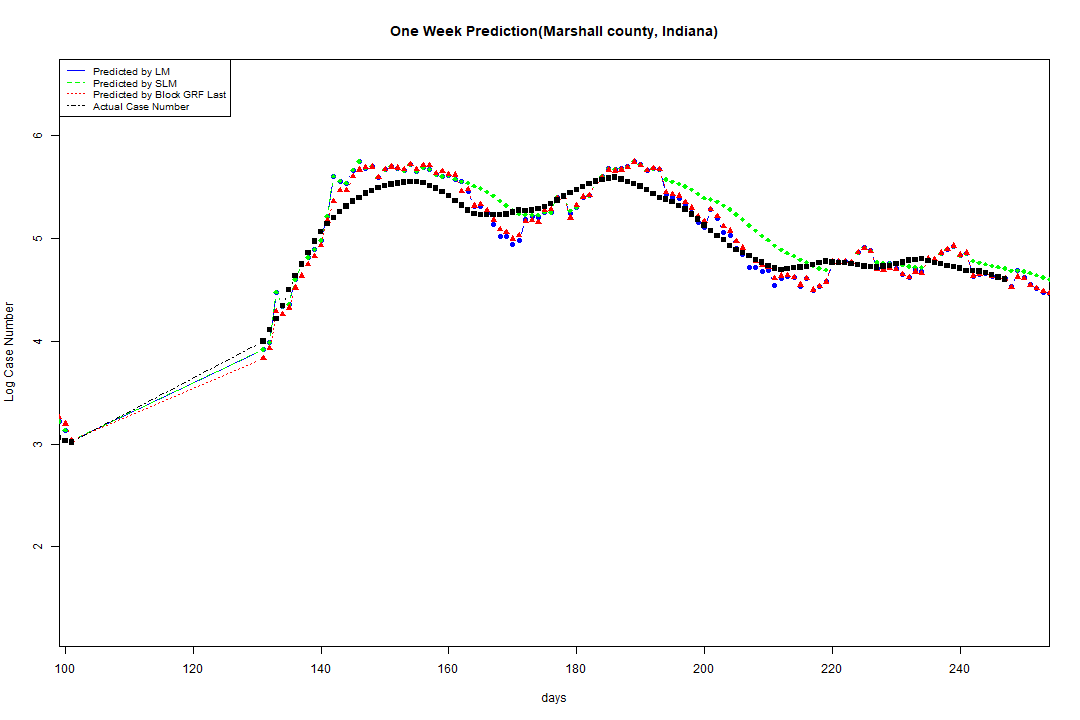 One Week Prediction(Marshall county, Indiana)
Predicted by LM
Predicted by SLM
Predicted by Block GRF Last
Actual Case Number
Log Case Number
6
5
4
3
2
100 120 140 160 180 200 220 240
days